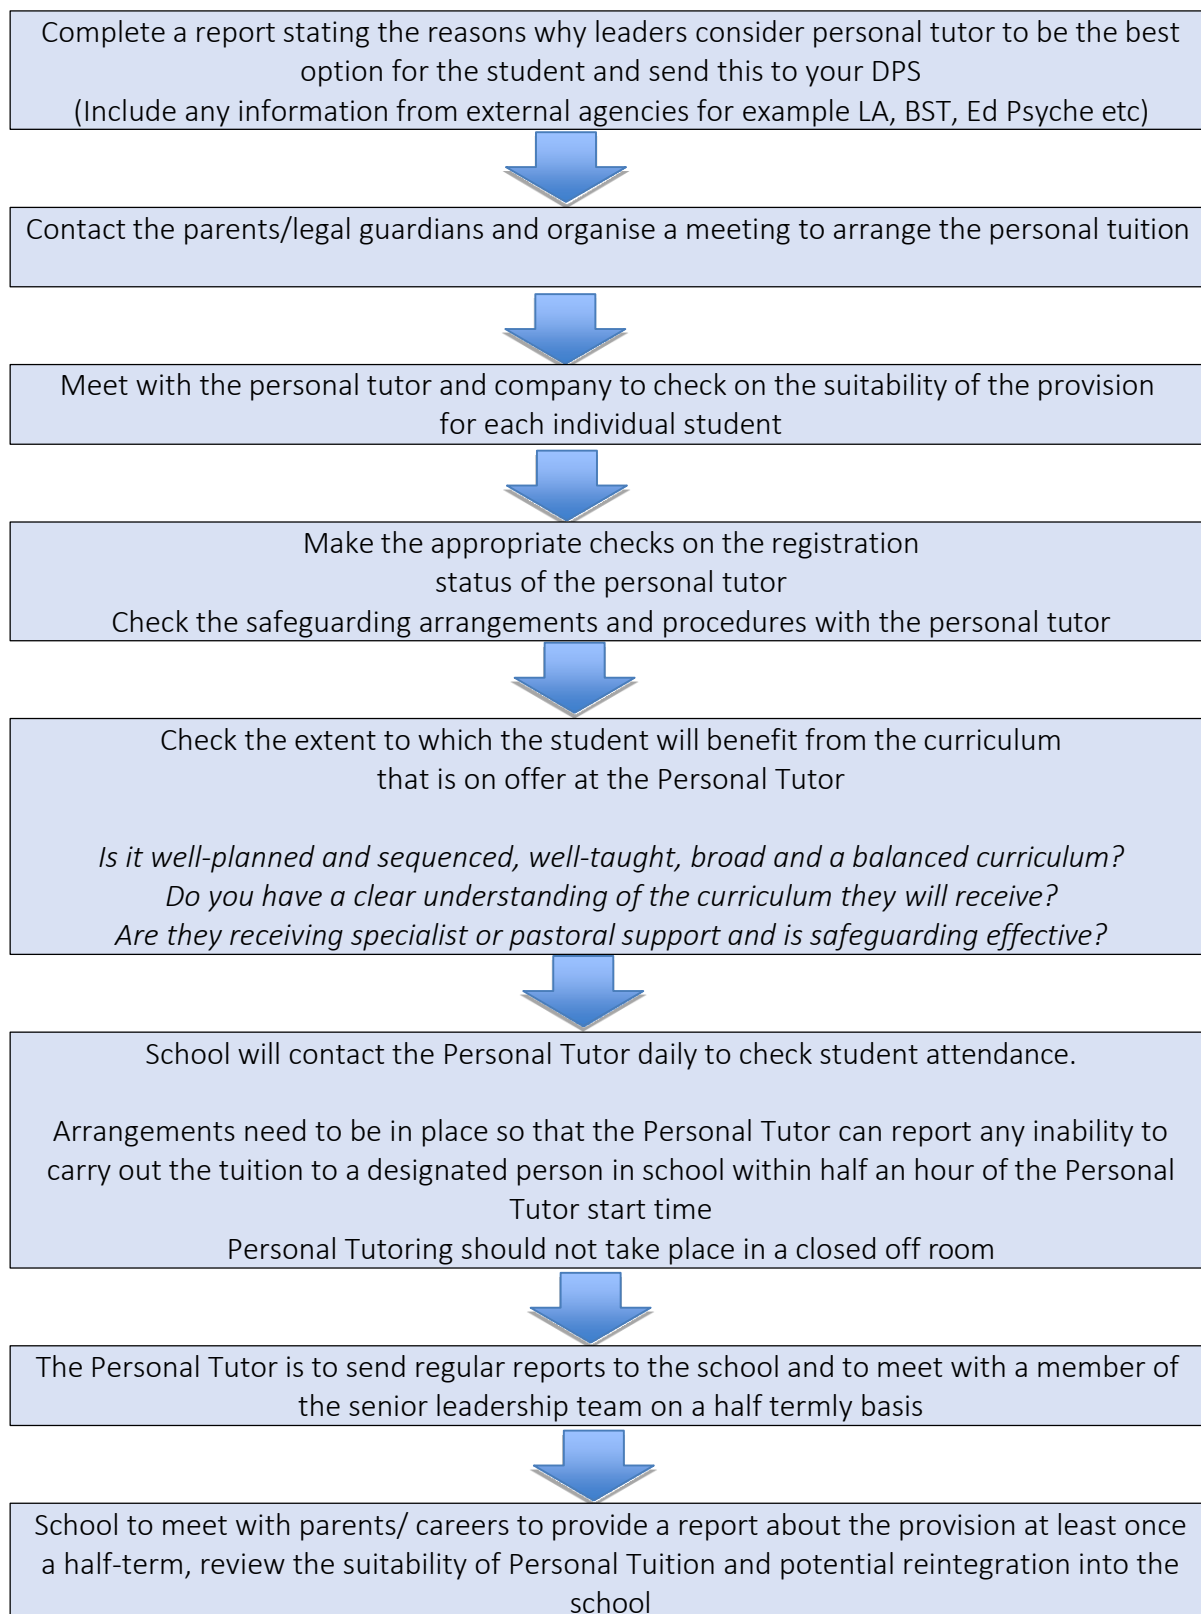 Complete a report stating the reasons why leaders consider personal tutor to be the best
option for the student and send this to your DPS
(Include any information from external agencies for example LA, BST, Ed Psyche etc)
Contact the parents/legal guardians and organise a meeting to arrange the personal tuition
Meet with the personal tutor and company to check on the suitability of the provision
for each individual student
Make the appropriate checks on the registration
status of the personal tutor
Check the safeguarding arrangements and procedures with the personal tutor
Check the extent to which the student will benefit from the curriculum
that is on offer at the Personal Tutor
Is it well-planned and sequenced, well-taught, broad and a balanced curriculum?
Do you have a clear understanding of the curriculum they will receive?
Are they receiving specialist or pastoral support and is safeguarding effective?
School will contact the Personal Tutor daily to check student attendance.
Arrangements need to be in place so that the Personal Tutor can report any inability to
carry out the tuition to a designated person in school within half an hour of the Personal
Tutor start time
Personal Tutoring should not take place in a closed off room
The Personal Tutor is to send regular reports to the school and to meet with a member of
the senior leadership team on a half termly basis
School to meet with parents/ careers to provide a report about the provision at least once
a half-term, review the suitability of Personal Tuition and potential reintegration into the
school